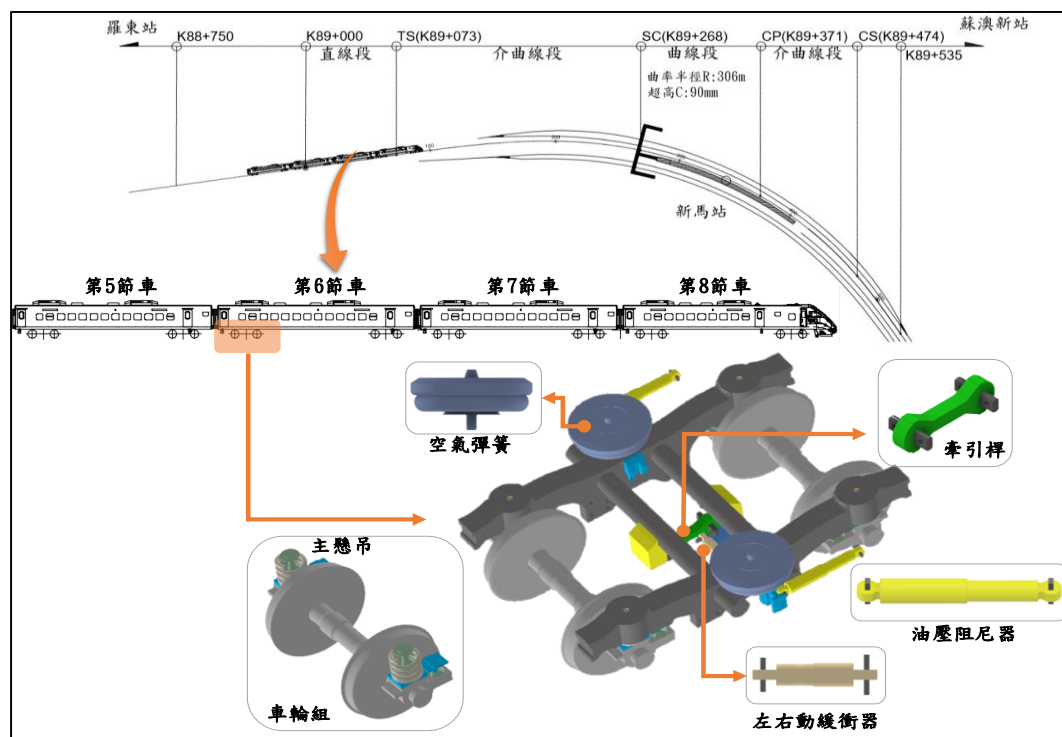 羅東站
蘇澳新站
K88+750
K89+000
TS(K89+073)
SC(K89+268)
CP(K89+371)
CS(K89+474)
直線段
介曲線段
曲線段
介曲線段
K89+535
曲率半徑R:306m
超高C:90mm
新馬站
第5節車
第6節車
第7節車
第8節車
空氣彈簧
牽引桿
主懸吊
油壓阻尼器
車輪組
左右動緩衝器